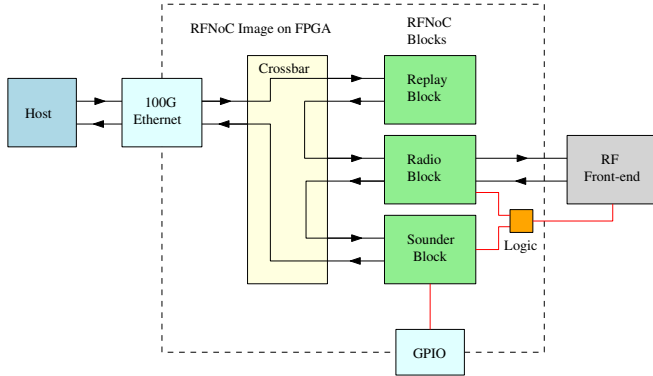 RFNoC Image on FPGA
RFNoC
Blocks
Crossbar
Host
100G
Ethernet
Replay
Block
Radio
Block
RF
Front-end
Sounder
Block
Logic
GPIO